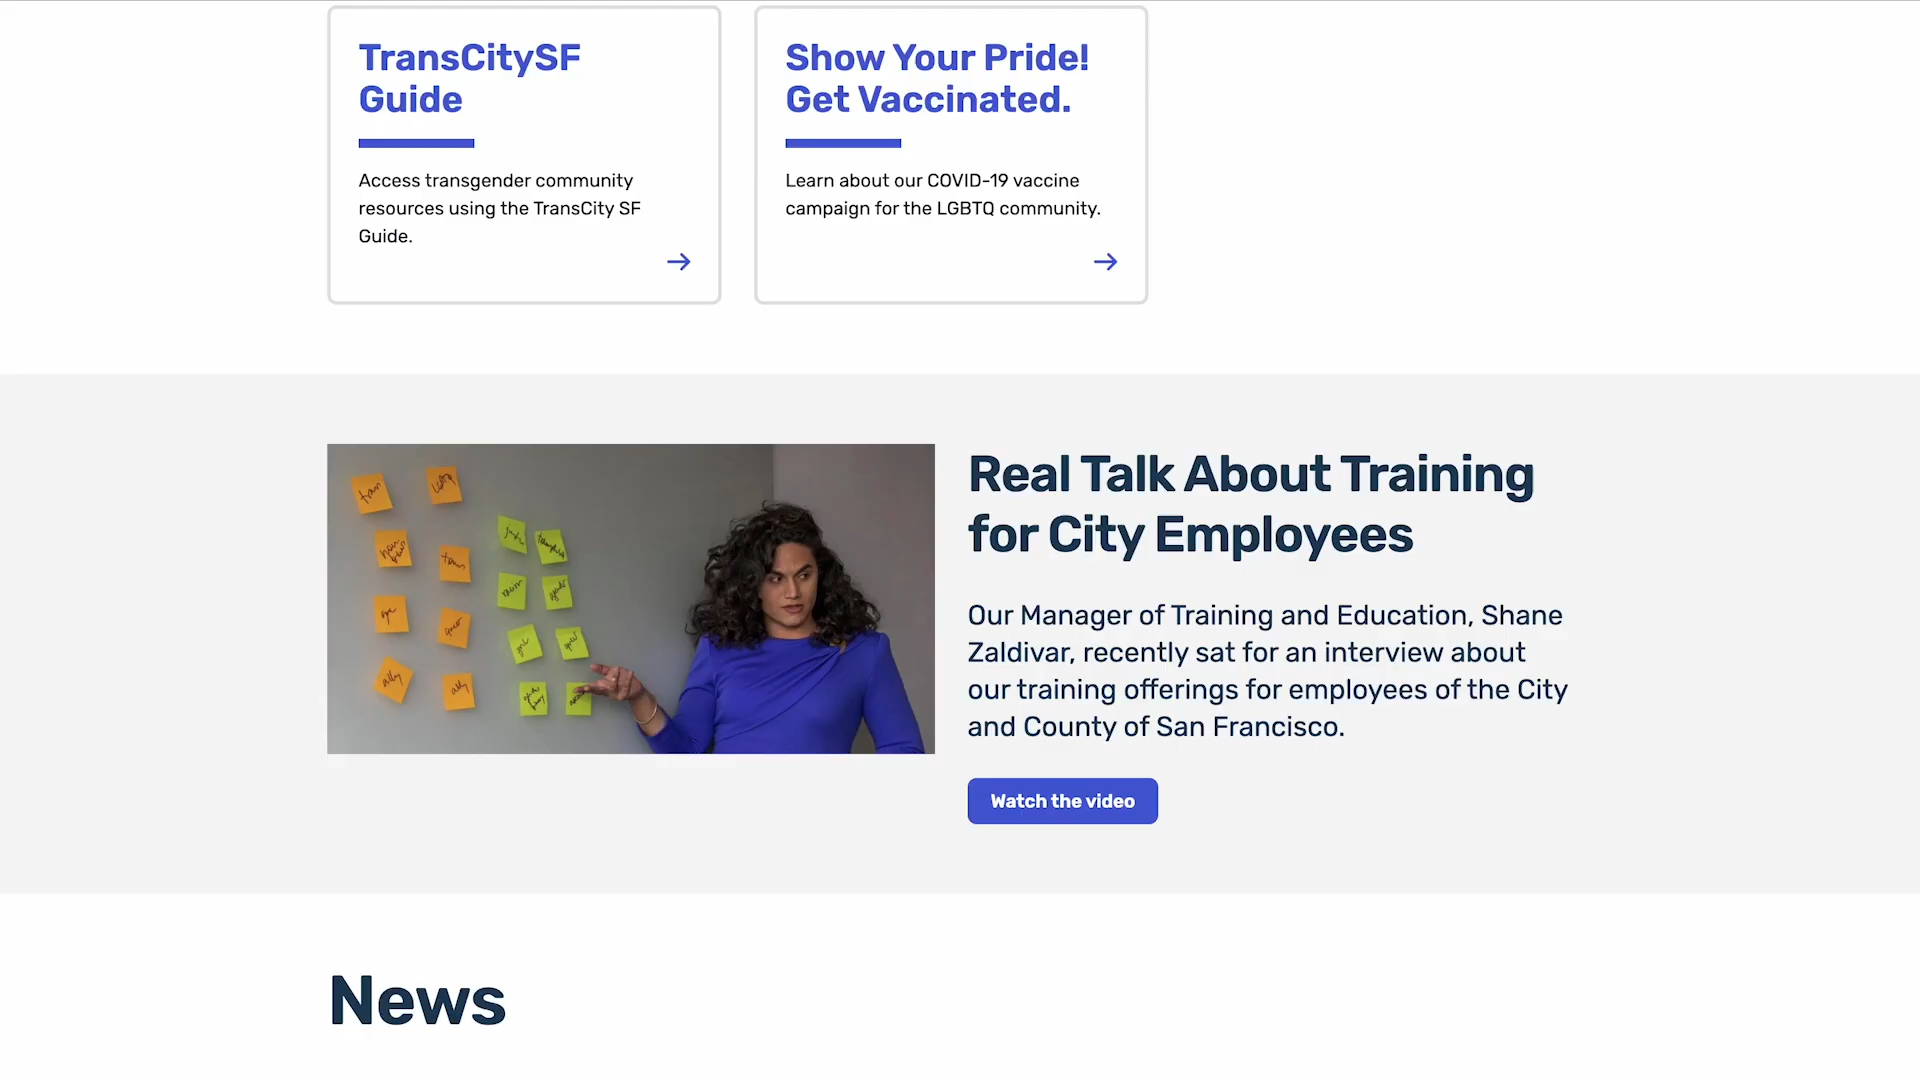 TransCitySF
Guide
Access transgender community
resources using the TransCity SF
Guide.
Show Your Pride!
Get Vaccinated.
Learn about our COVID-19 vaccine
campaign for the LGBTQ community.
trans
ally
ally
Real Talk About Training
for City Employees
Our Manager of Training and Education, Shane
Zaldivar, recently sat for an interview about
our training offerings for employees of the City
and County of San Francisco.
Watch the video
News